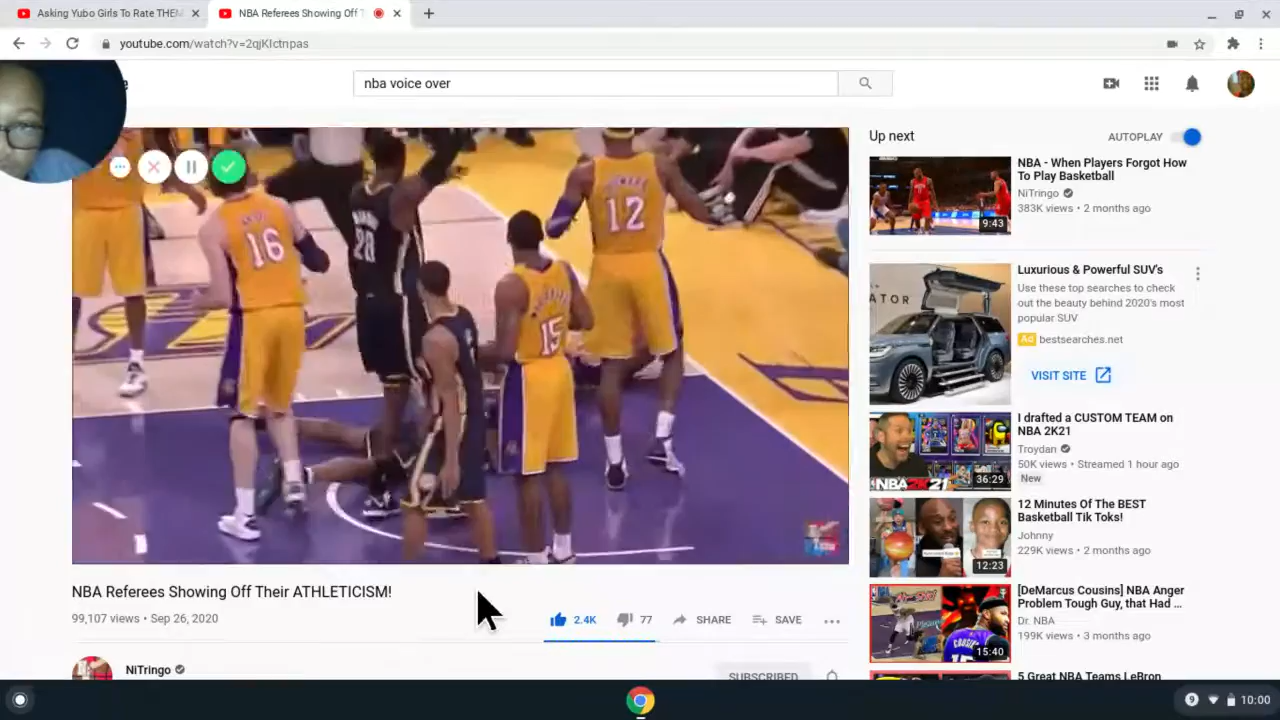 Asking Yubo Girls To Rate THEM
NBA Referees Showing Off T
youtube.com/watch?v=2qjKIctnpas
nba voice over
16
20
15
12
NBA Referees Showing Off Their ATHLETICISM!
99,107 views • Sep 26, 2020
2.4K
77
SHARE
SAVE
NiTringo
SUBSCRIBED
Up next
AUTOPLAY
NBA - When Players Forgot How
To Play Basketball
NiTringo
383K views • 2 months ago
9:43
ATOR
Luxurious & Powerful SUV's
Use these top searches to check
out the beauty behind 2020's most
popular SUV
Ad bestsearches.net
VISIT SITE
NBA2K21
36:29
I drafted a CUSTOM TEAM on
NBA 2K21
Troydan
50K views • Streamed 1 hour ago
New
12:23
12 Minutes Of The BEST
Basketball Tik Toks!
Johnny
229K views • 2 months ago
15:40
[DeMarcus Cousins] NBA Anger
Problem Tough Guy, that Had ...
Dr. NBA
199K views • 3 months ago
5 Great NBA Teams LeBron
9
10:00